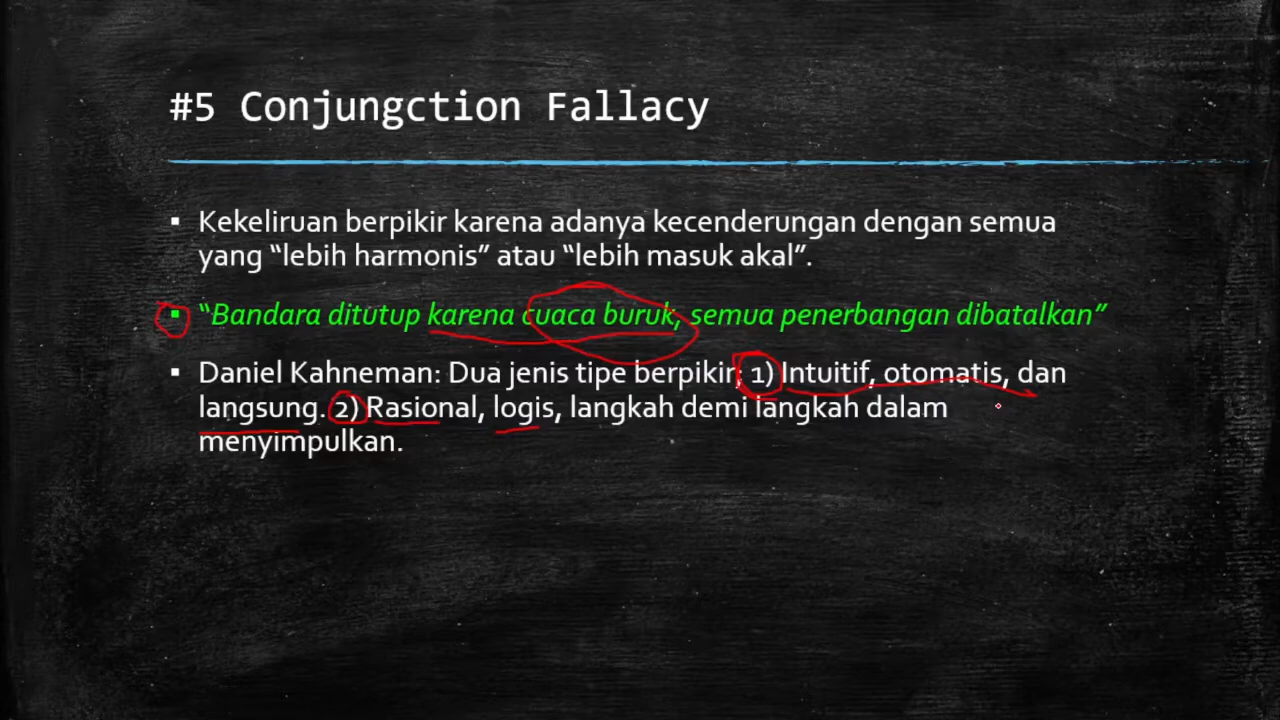 #5 Conjungction Fallacy
▪ Kekeliruan berpikir karena adanya kecenderungan dengan semua
yang “lebih harmonis” atau “lebih masuk akal”.
▪ “Bandara ditutup karena cuaca buruk, semua penerbangan dibatalkan”
▪ Daniel Kahneman: Dua jenis tipe berpikir; 1) Intuitif, otomatis, dan
langsung. 2) Rasional, logis, langkah demi langkah dalam
menyimpulkan.